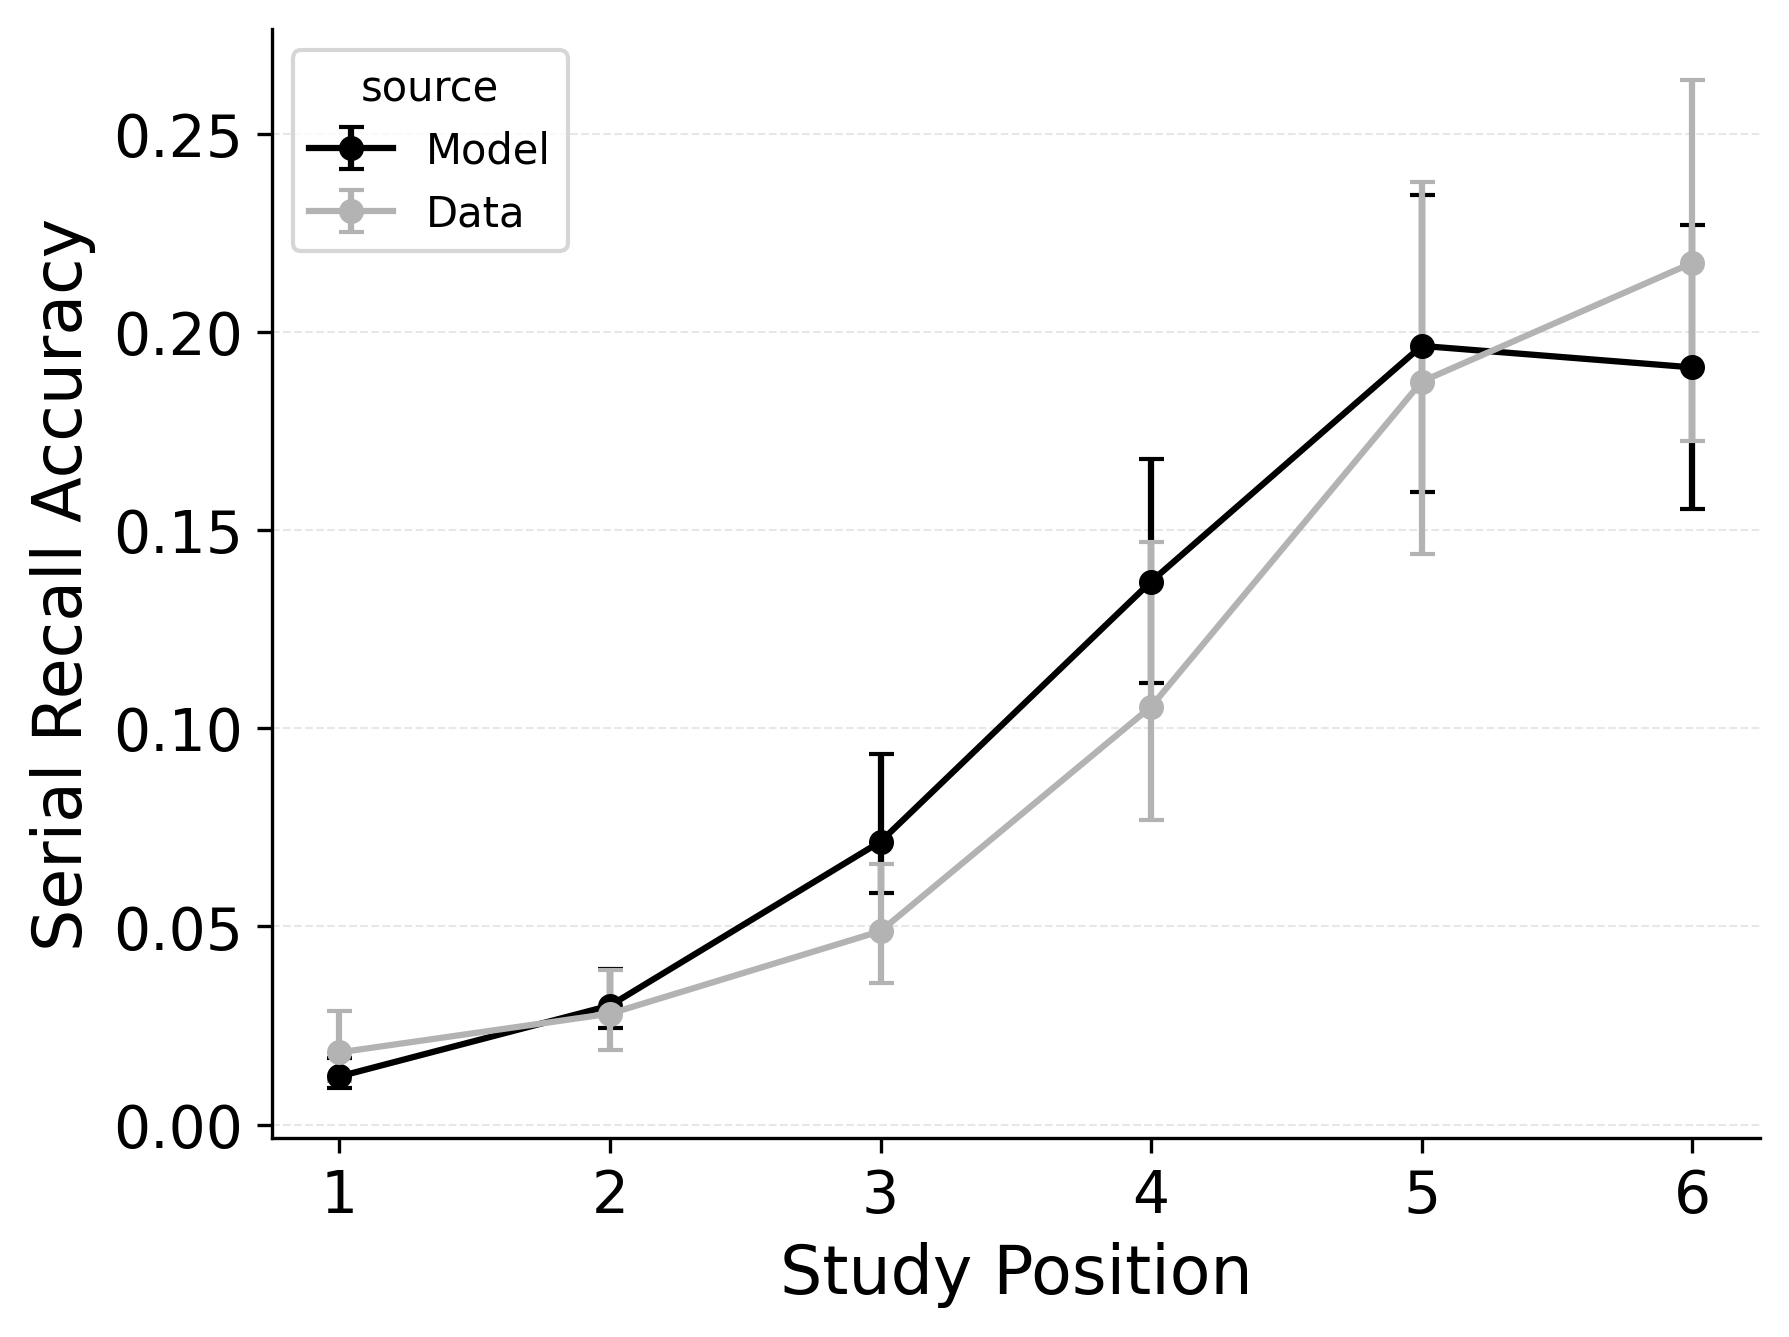 source
Model
Data
0.25
0.20
0.15
0.10
0.05
0.00
Serial Recall Accuracy
1 2 3 4 5 6
Study Position